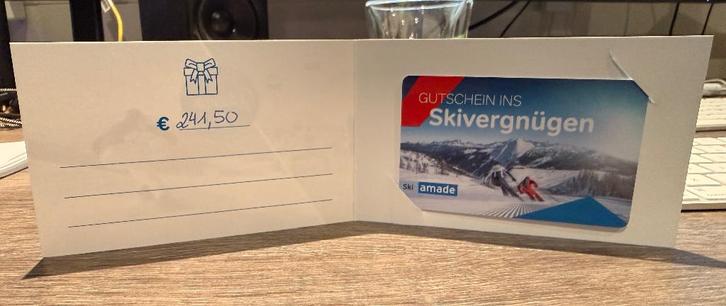 € 241,50
GUTSCHEIN INS
Skivergnügen
Ski amade